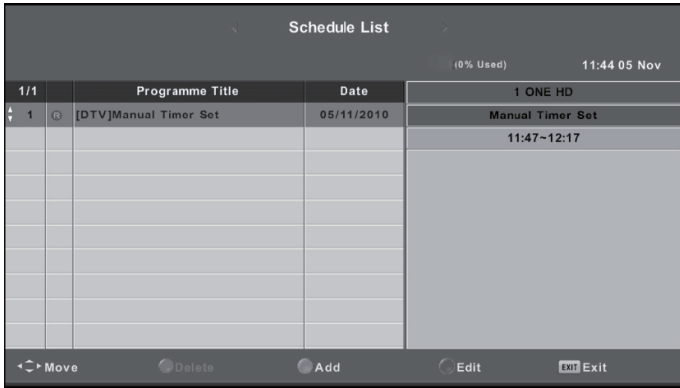 Schedule List
(0% Used) 11:44 05 Nov
1/1 Programme Title Date 1 ONE HD
1 [DTV]Manual Timer Set 05/11/2010 Manual Timer Set
11:47~12:17
Move Delete Add Edit EXIT Exit